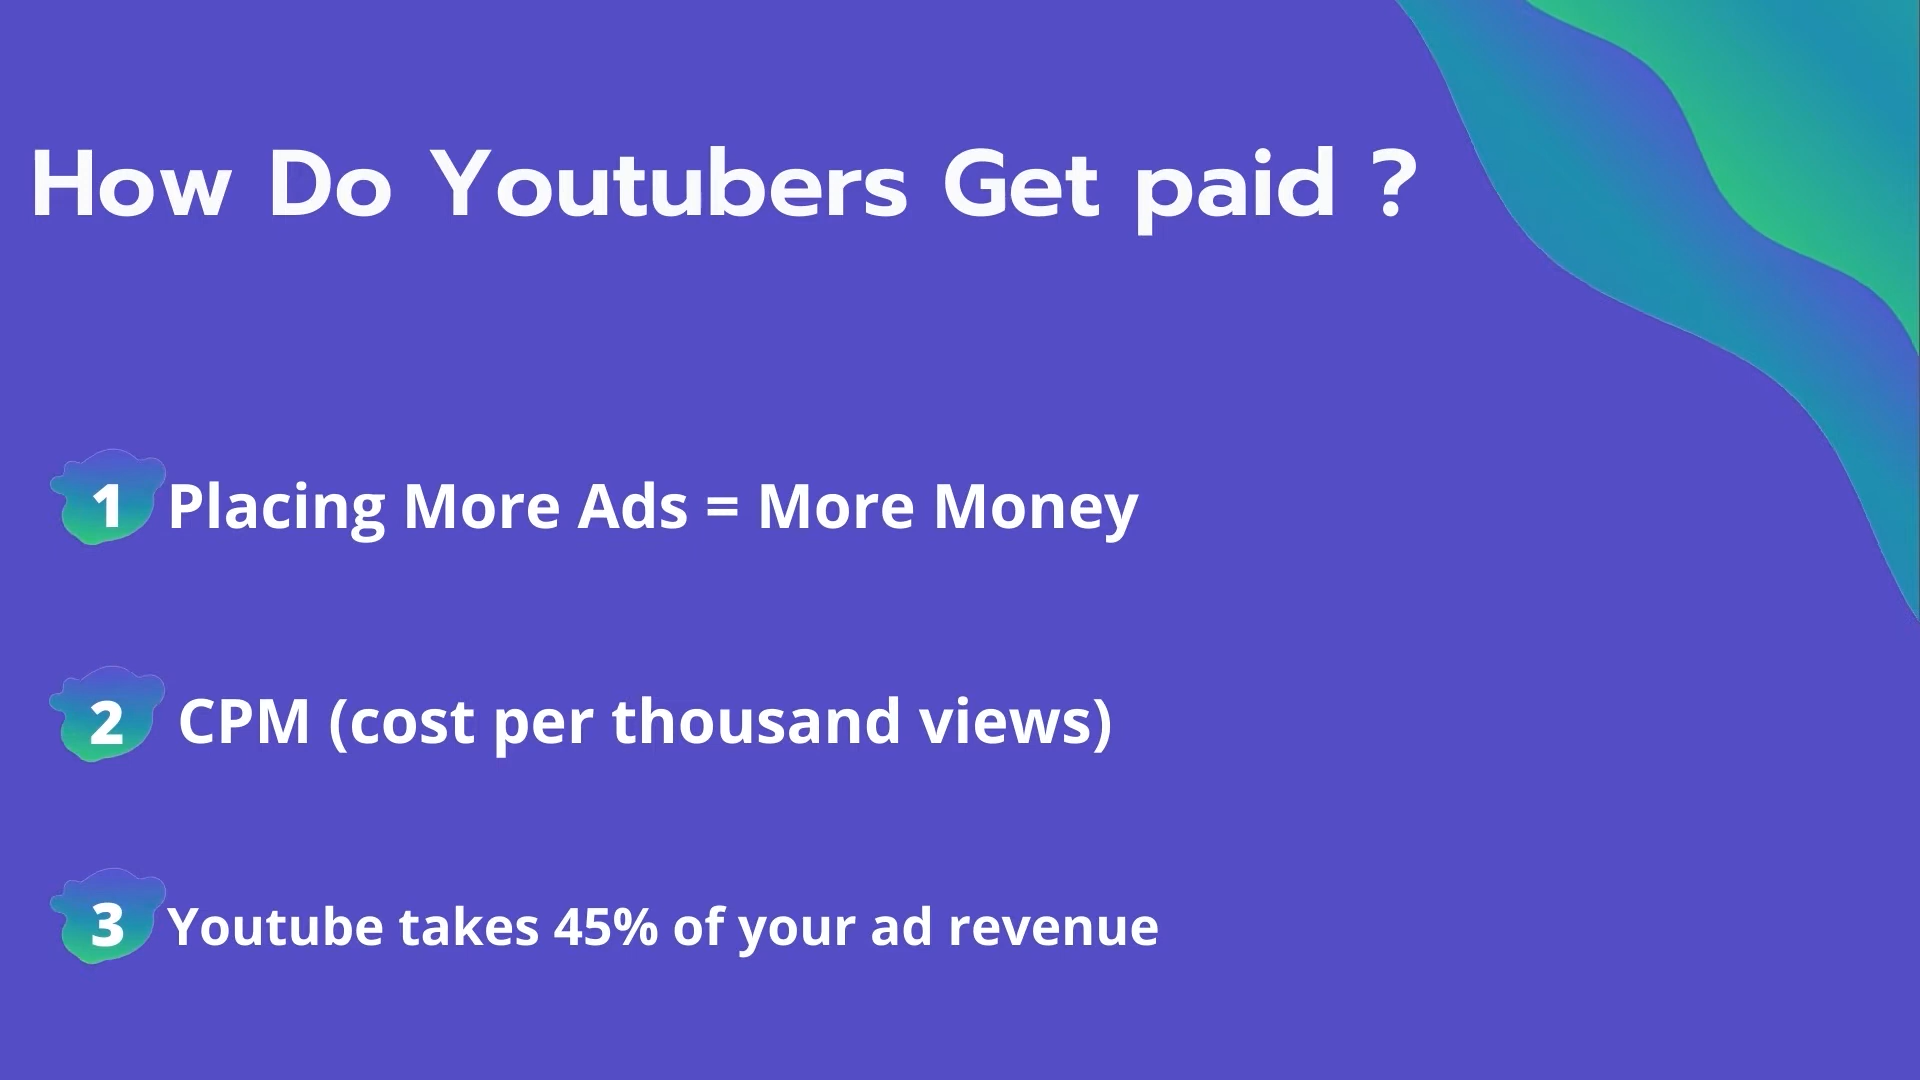 How Do Youtubers Get paid ?
1 Placing More Ads = More Money
2 CPM (cost per thousand views)
3 Youtube takes 45% of your ad revenue